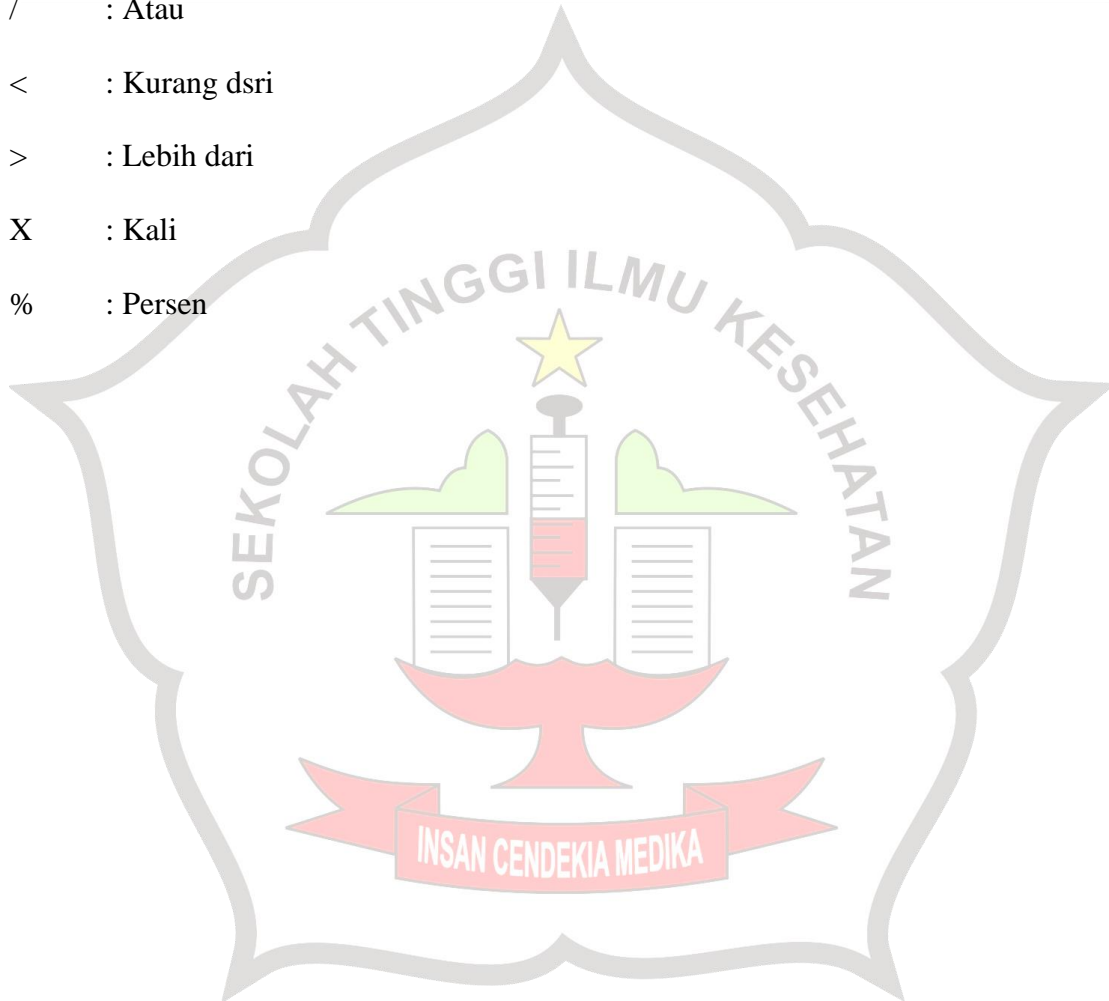 / : Atau
< : Kurang dsri
> : Lebih dari
X : Kali
% : Persen
SEKOLAH TINGGI ILMU KESEHATAN
INSAN CENDEKIA MEDIKA